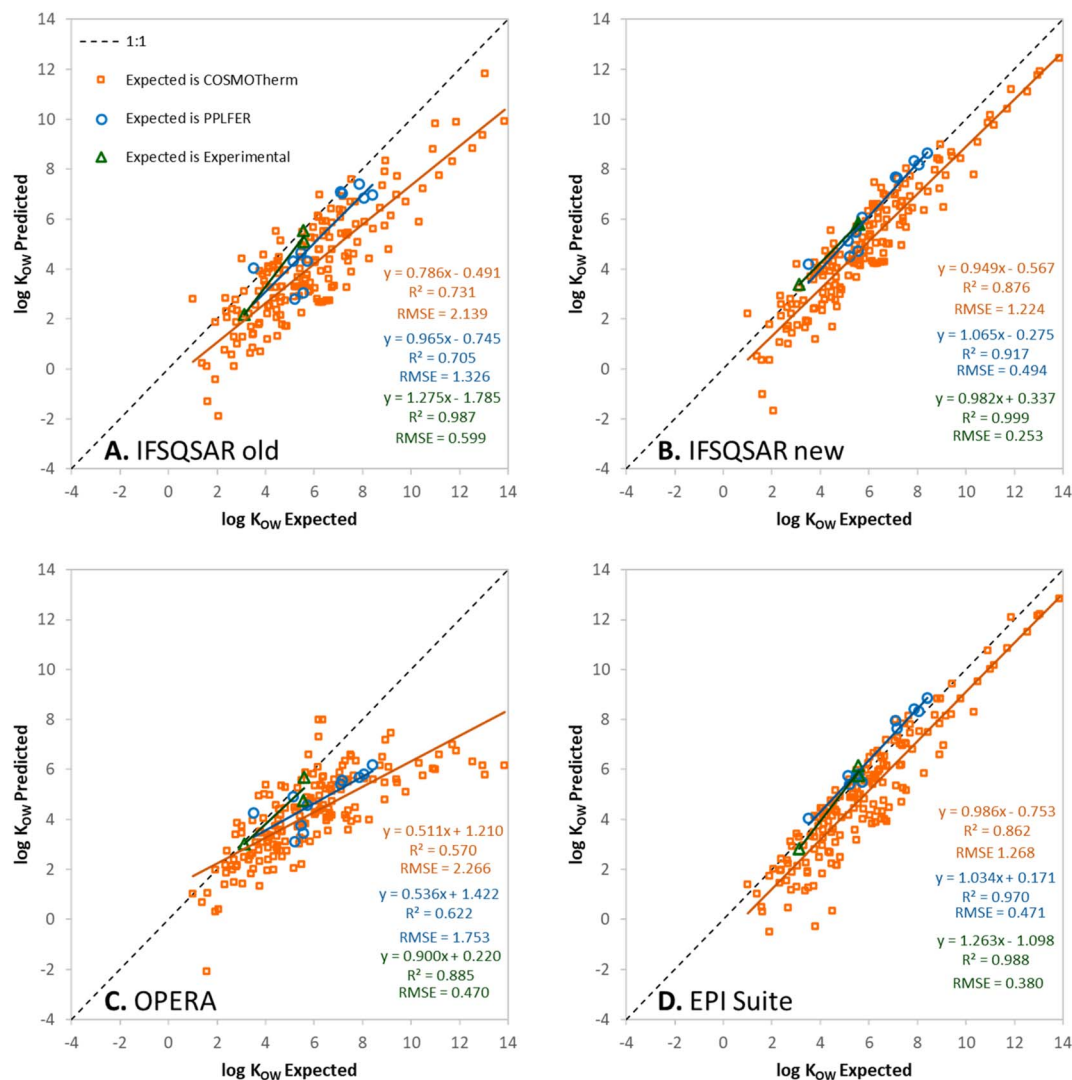 14
12
10
8
6
4
2
0
-2
-4
log KOW Predicted
1:1
Expected is COSMOTherm
Expected is PPLFER
Expected is Experimental
y = 0.786x - 0.491
R² = 0.731
RMSE = 2.139
y = 0.965x - 0.745
R² = 0.705
RMSE = 1.326
y = 1.275x - 1.785
R² = 0.987
RMSE = 0.599
A. IFSQSAR old
-4 -2 0 2 4 6 8 10 12 14
log KOW Expected
14
12
10
8
6
4
2
0
-2
-4
log KOW Predicted
y = 0.949x - 0.567
R² = 0.876
RMSE = 1.224
y = 1.065x - 0.275
R² = 0.917
RMSE = 0.494
y = 0.982x + 0.337
R² = 0.999
RMSE = 0.253
B. IFSQSAR new
-4 -2 0 2 4 6 8 10 12 14
log KOW Expected
14
12
10
8
6
4
2
0
-2
-4
log KOW Predicted
y = 0.511x + 1.210
R² = 0.570
RMSE = 2.266
y = 0.536x + 1.422
R² = 0.622
RMSE = 1.753
y = 0.900x + 0.220
R² = 0.885
RMSE = 0.470
C. OPERA
-4 -2 0 2 4 6 8 10 12 14
log KOW Expected
14
12
10
8
6
4
2
0
-2
-4
log KOW Predicted
y = 0.986x - 0.753
R² = 0.862
RMSE 1.268
y = 1.034x + 0.171
R² = 0.970
RMSE = 0.471
y = 1.263x - 1.098
R² = 0.988
RMSE = 0.380
D. EPI Suite
-4 -2 0 2 4 6 8 10 12 14
log KOW Expected